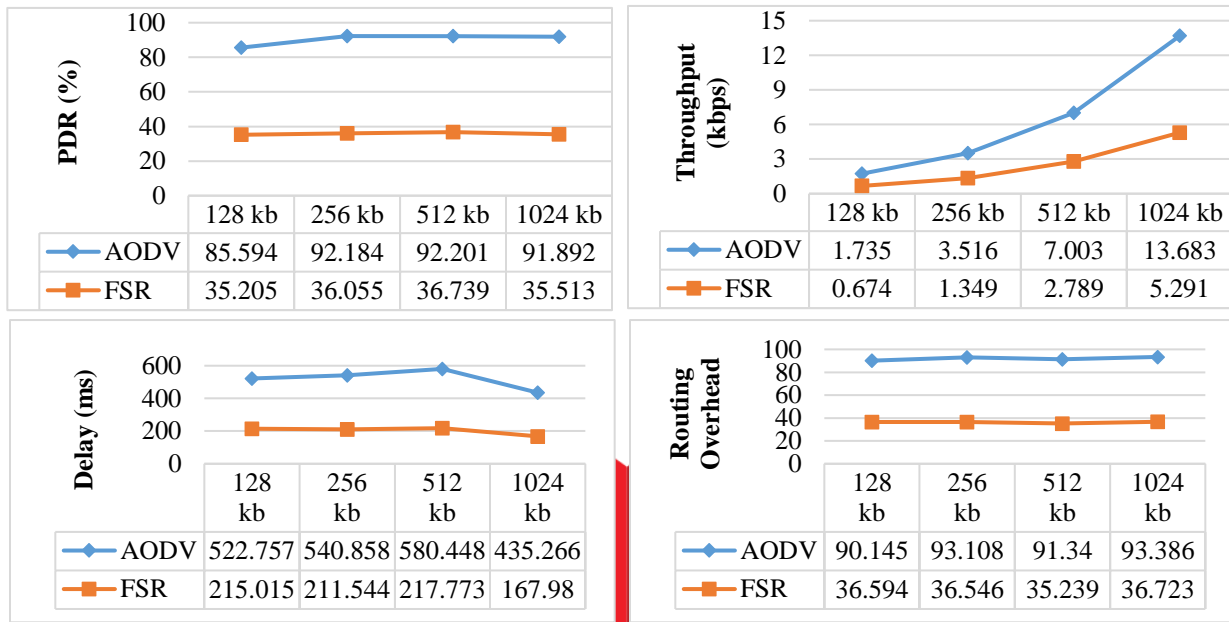 PDR (%)
100
80
60
40
20
0
128 kb 256 kb 512 kb 1024 kb
AODV 85.594 92.184 92.201 91.892
FSR 35.205 36.055 36.739 35.513
Throughput
(kbps)
15
12
9
6
3
0
128 kb 256 kb 512 kb 1024 kb
AODV 1.735 3.516 7.003 13.683
FSR 0.674 1.349 2.789 5.291
Delay (ms)
600
400
200
0
128 256 512 1024
kb kb kb kb
AODV 522.757 540.858 580.448 435.266
FSR 215.015 211.544 217.773 167.98
Routing
Overhead
100
80
60
40
20
0
128 256 512 1024
kb kb kb kb
AODV 90.145 93.108 91.34 93.386
FSR 36.594 36.546 35.239 36.723